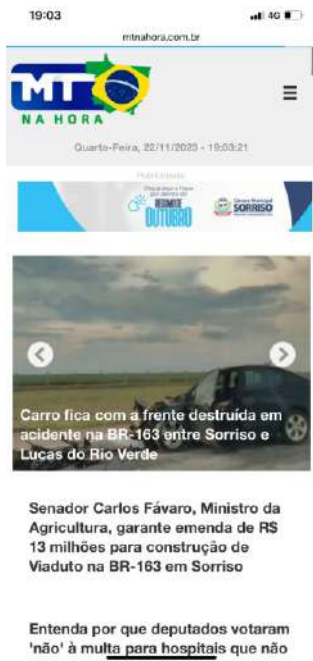 19:03
4G
mtnahora.com.br
MT
NA HORA
Quarta-Feira, 22/11/2023 - 19:03:21
Publicidade
OUTUBRO
Câmara Municipal
SORRISO
Carro fica com a frente destruída em
acidente na BR-163 entre Sorriso e
Lucas do Rio Verde
Senador Carlos Fávaro, Ministro da
Agricultura, garante emenda de R$
13 milhões para construção de
Viaduto na BR-163 em Sorriso
Entenda por que deputados votaram
'não' à multa para hospitais que não